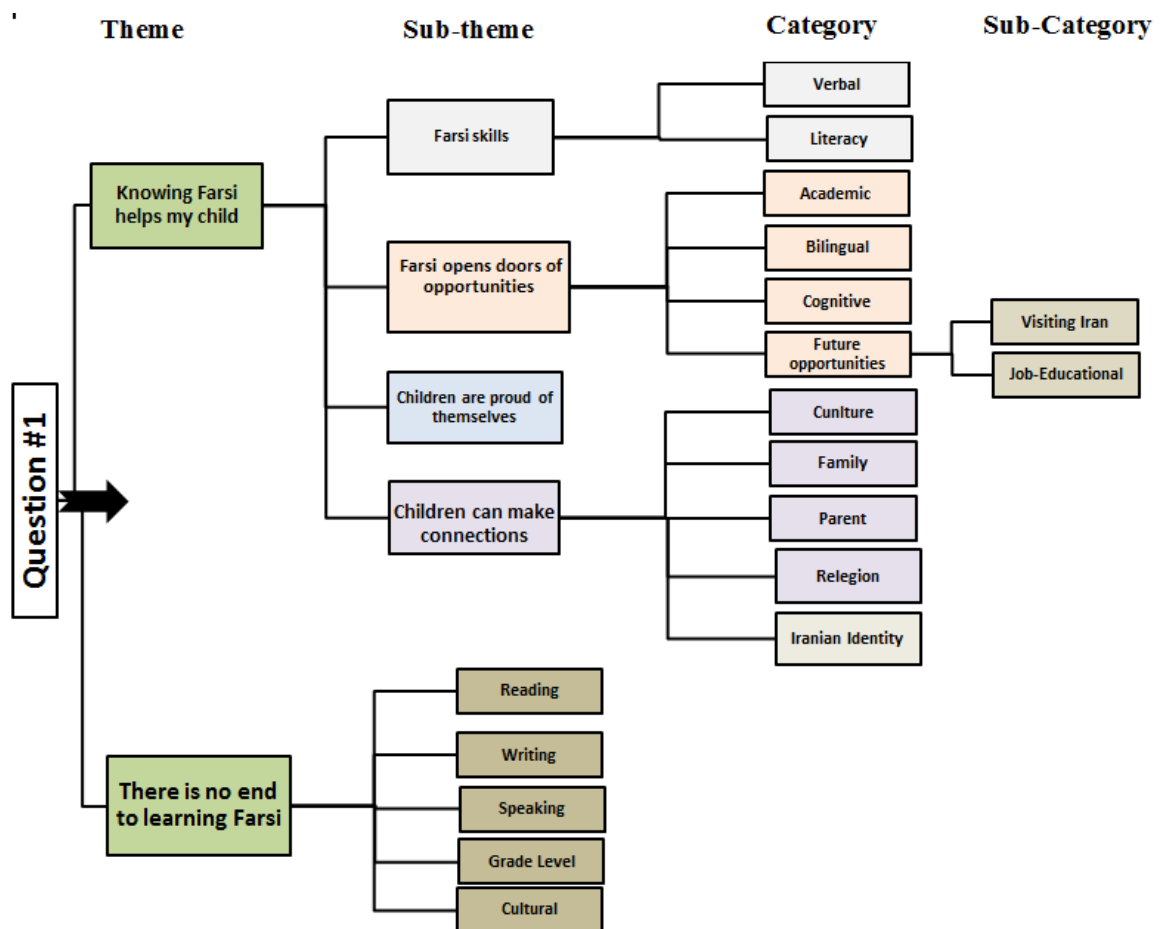 Theme
Sub-theme
Category
Sub-Category
Question #1
Knowing Farsi
helps my child
Farsi skills
Verbal
Literacy
Farsi opens doors of
opportunities
Academic
Bilingual
Cognitive
Future
opportunities
Visiting Iran
Job-Educational
Children are proud of
themselves
Children can make
connections
Cunlture
Family
Parent
Relegion
Iranian Identity
There is no end
to learning Farsi
Reading
Writing
Speaking
Grade Level
Cultural